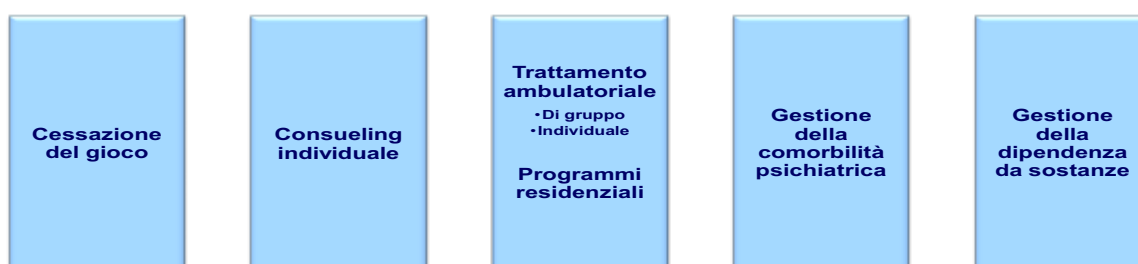 Cessazione
del gioco
Consueling
individuale
Trattamento
ambulatoriale
•Di gruppo
•Individuale
Programmi
residenziali
Gestione
della
comorbilità
psichiatrica
Gestione
della
dipendenza
da sostanze